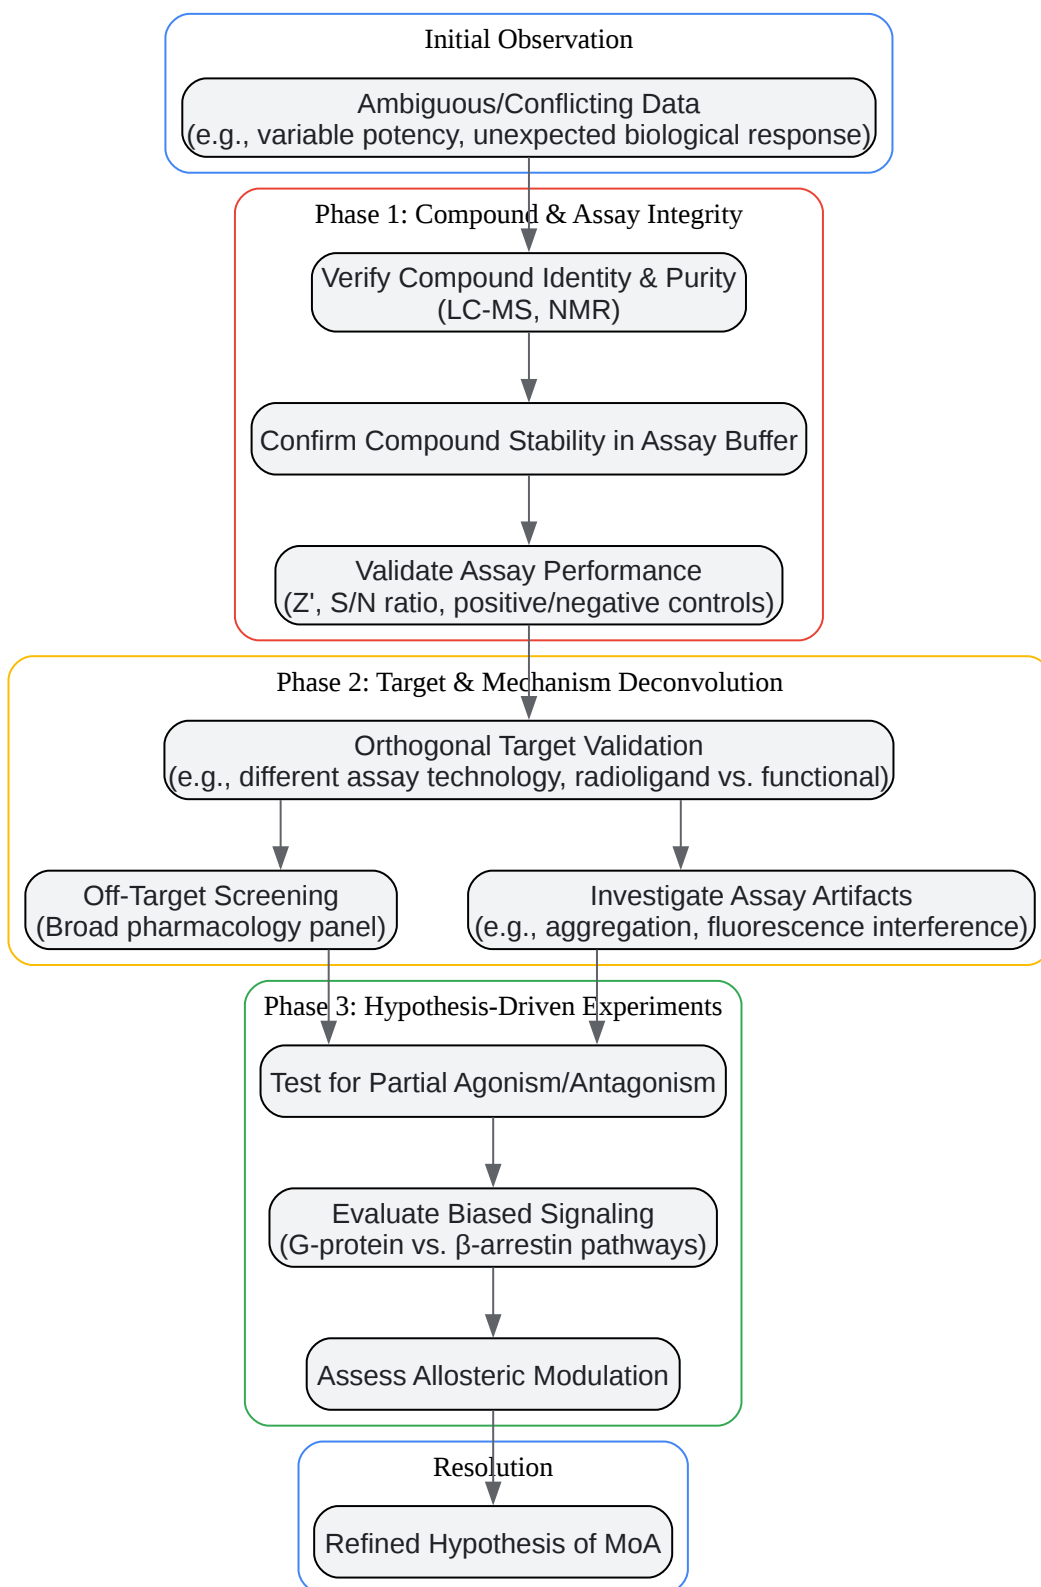 Initial Observation
Ambiguous/Conflicting Data
(e.g., variable potency, unexpected biological response)
Phase 1: Compound & Assay Integrity
Verify Compound Identity & Purity
(LC-MS, NMR)
Confirm Compound Stability in Assay Buffer
Validate Assay Performance
(Z', S/N ratio, positive/negative controls)
Phase 2: Target & Mechanism Deconvolution
Orthogonal Target Validation
(e.g., different assay technology, radioligand vs. functional)
Off-Target Screening
(Broad pharmacology panel)
Investigate Assay Artifacts
(e.g., aggregation, fluorescence interference)
Phase 3: Hypothesis-Driven Experiments
Test for Partial Agonism/Antagonism
Evaluate Biased Signaling
(G-protein vs. β-arrestin pathways)
Assess Allosteric Modulation
Resolution
Refined Hypothesis of MoA